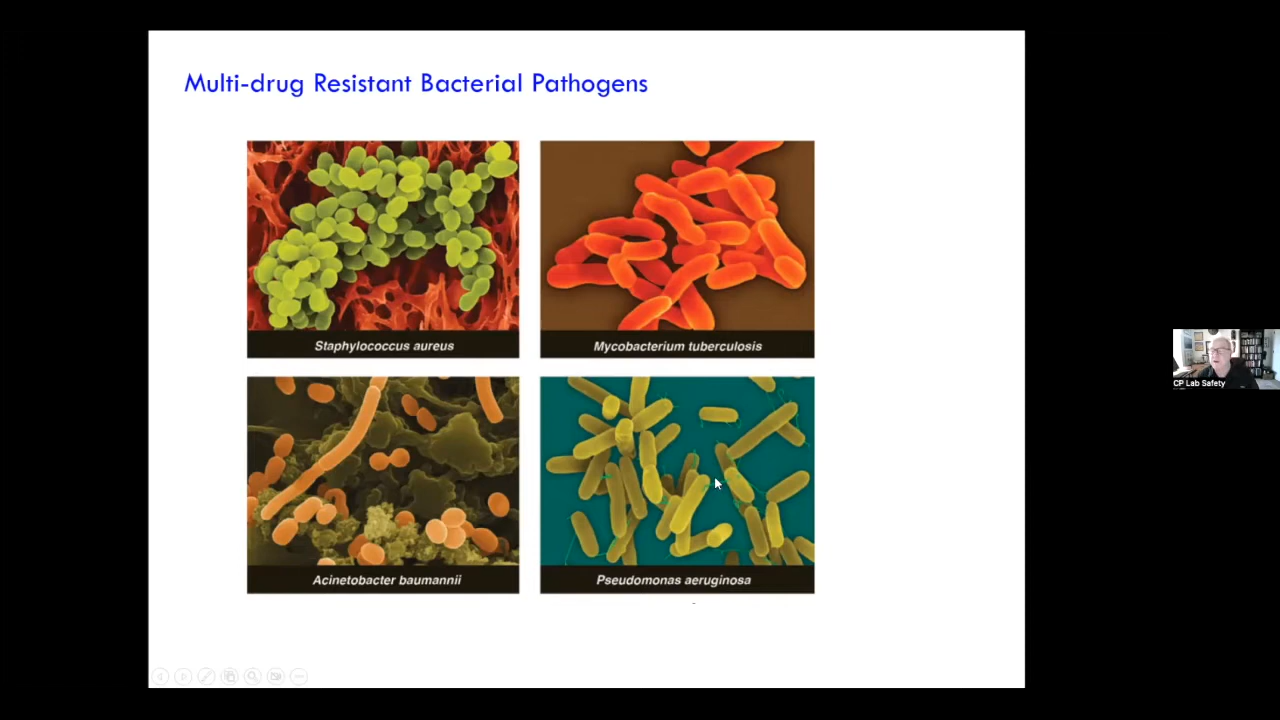 Multi-drug Resistant Bacterial Pathogens
Staphylococcus aureus
Mycobacterium tuberculosis
Acinetobacter baumannii
Pseudomonas aeruginosa
CP Lab Safety